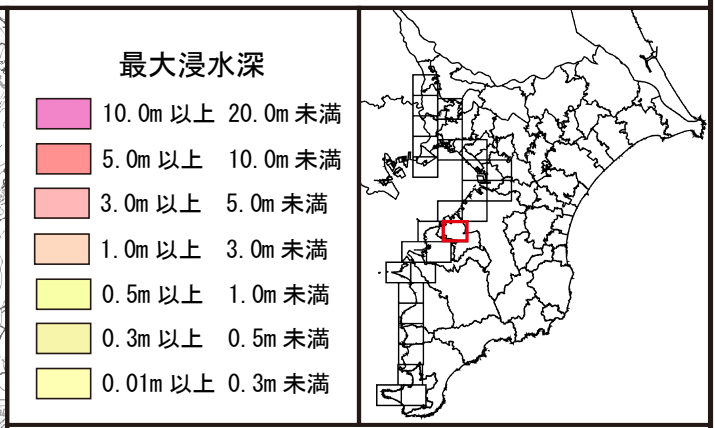 最大浸水深
10.0m 以上 20.0m 未満
5.0m 以上 10.0m 未満
3.0m 以上 5.0m 未満
1.0m 以上 3.0m 未満
0.5m 以上 1.0m 未満
0.3m 以上 0.5m 未満
0.01m 以上 0.3m 未満